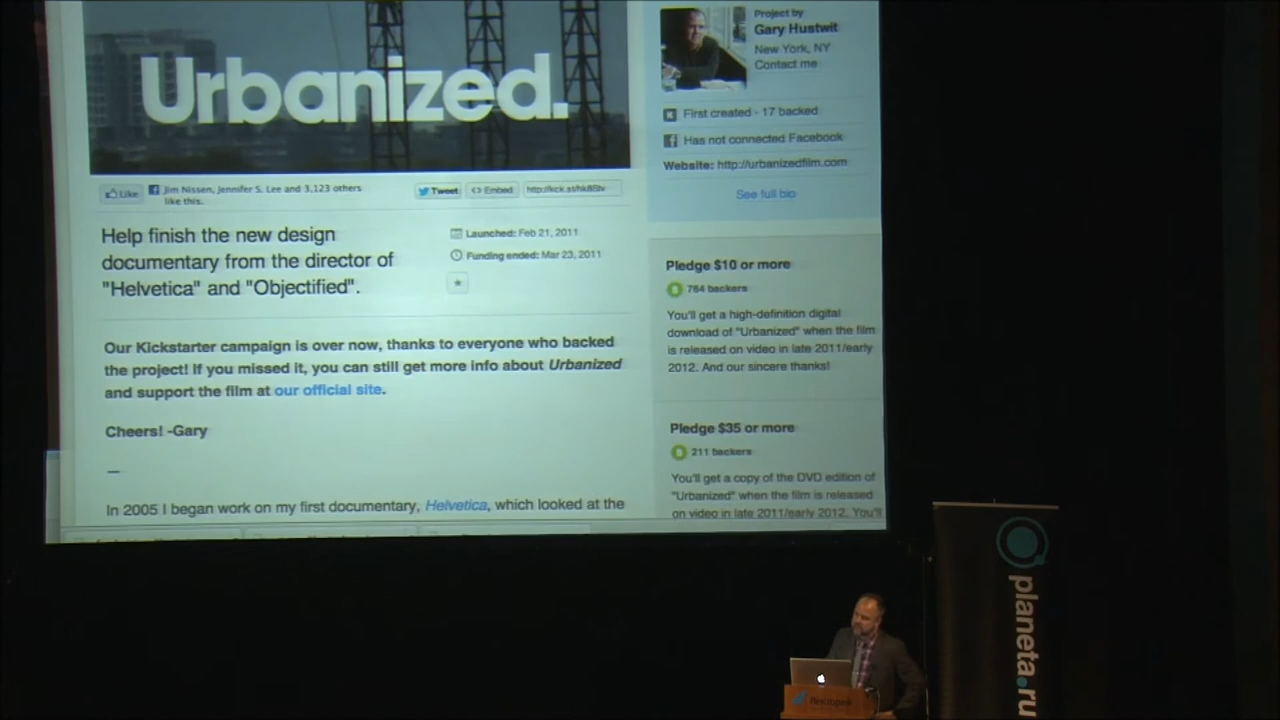 Urbanized.
Like
Jim Nissen, Jennifer S. Lee and 3,123 others
like this.
Tweet
<> Embed
Help finish the new design
documentary from the director of
"Helvetica" and "Objectified".
Launched: Feb 21, 2011
Funding ended: Mar 23, 2011
Our Kickstarter campaign is over now, thanks to everyone who backed
the project! If you missed it, you can still get more info about Urbanized
and support the film at our official site.
Cheers! -Gary
—
In 2005 I began work on my first documentary, Helvetica, which looked at the
Project by
Gary Hustwit
New York, NY
Contact me
First created · 17 backed
Has not connected Facebook
Website: http://urbanizedfilm.com
See full bio
Pledge $10 or more
764 backers
You'll get a high-definition digital
download of "Urbanized" when the film
is released on video in late 2011/early
2012. And our sincere thanks!
Pledge $35 or more
211 backers
You'll get a copy of the DVD edition of
"Urbanized" when the film is released
on video in late 2011/early 2012. You'll
planeta.ru
Лекторий